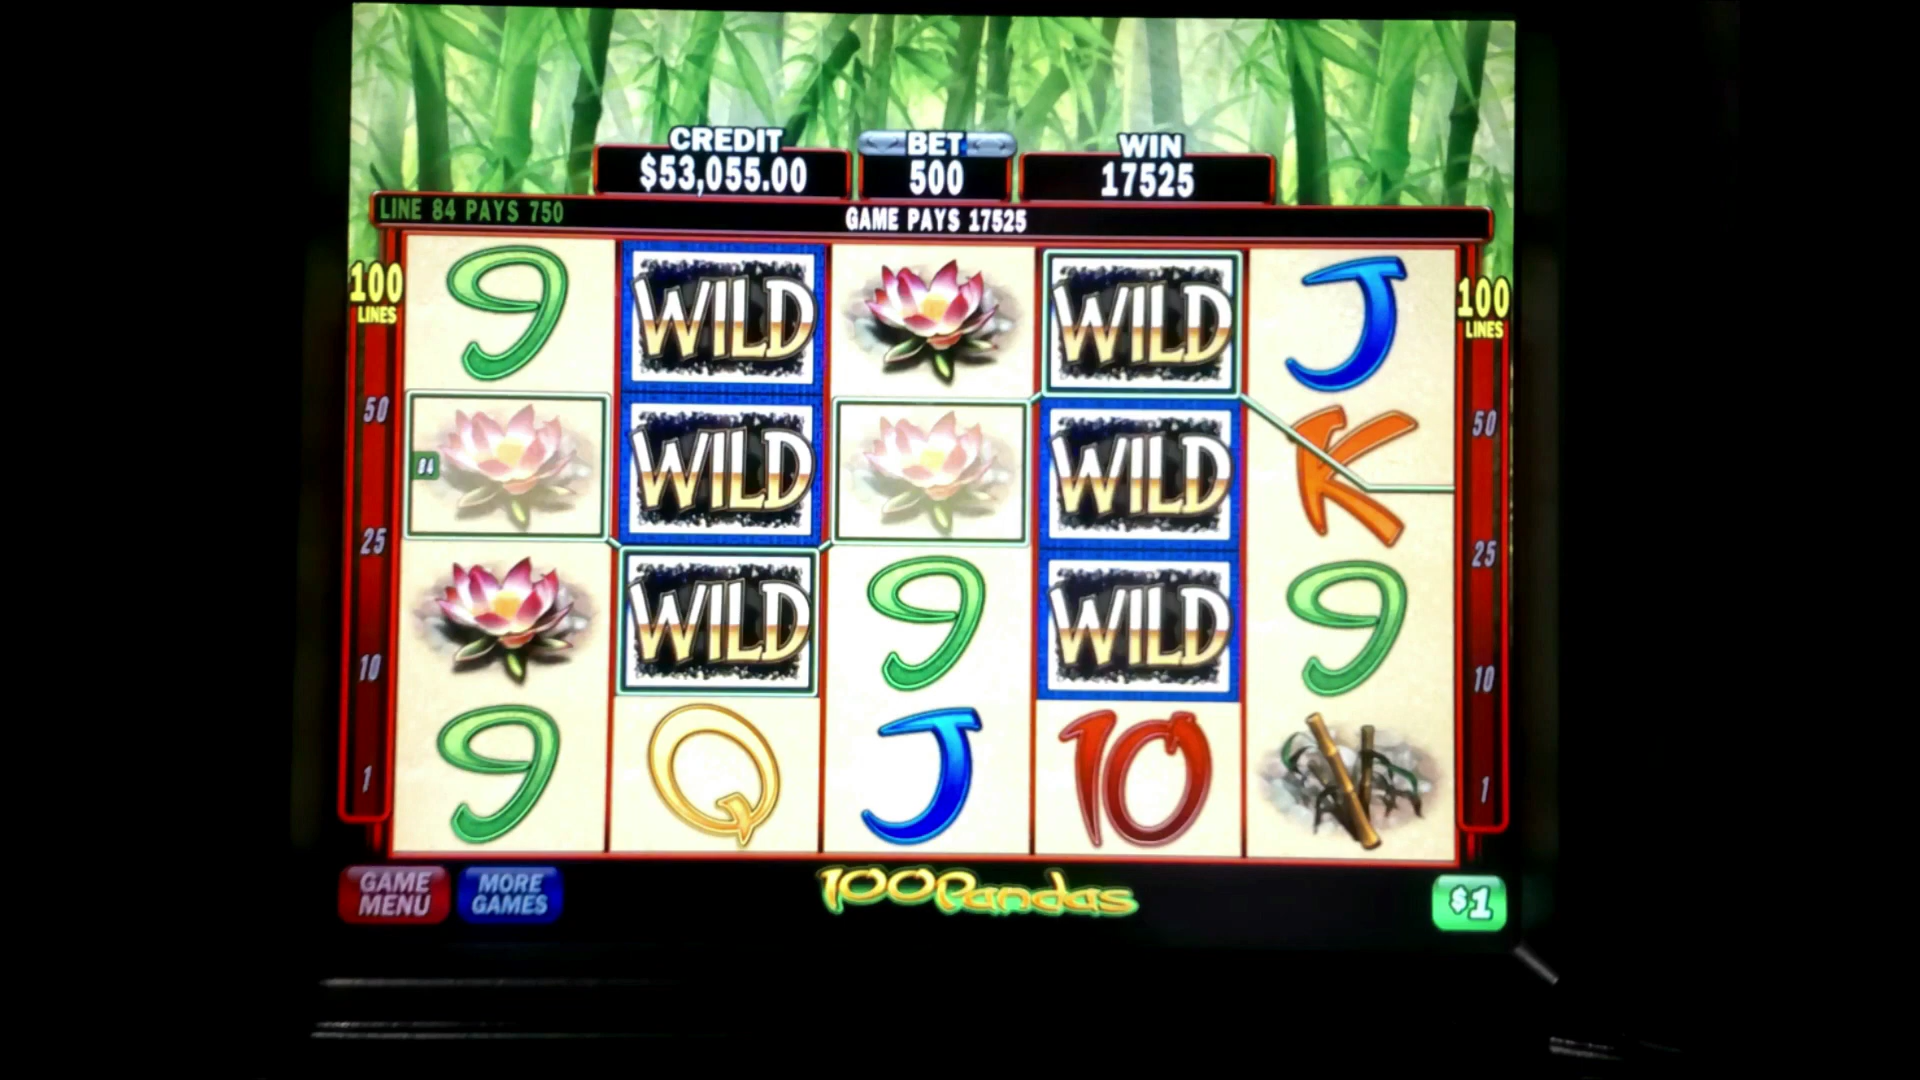 CREDIT BET WIN
$53,055.00 500 17525
LINE 84 PAYS 750
GAME PAYS 17525
100 LINES
50
25
10
1
100 LINES
50
25
10
1
9 WILD WILD J
84 WILD WILD K
WILD 9 WILD 9
9 Q J 10
GAME MENU
MORE GAMES
100 Pandas
$1